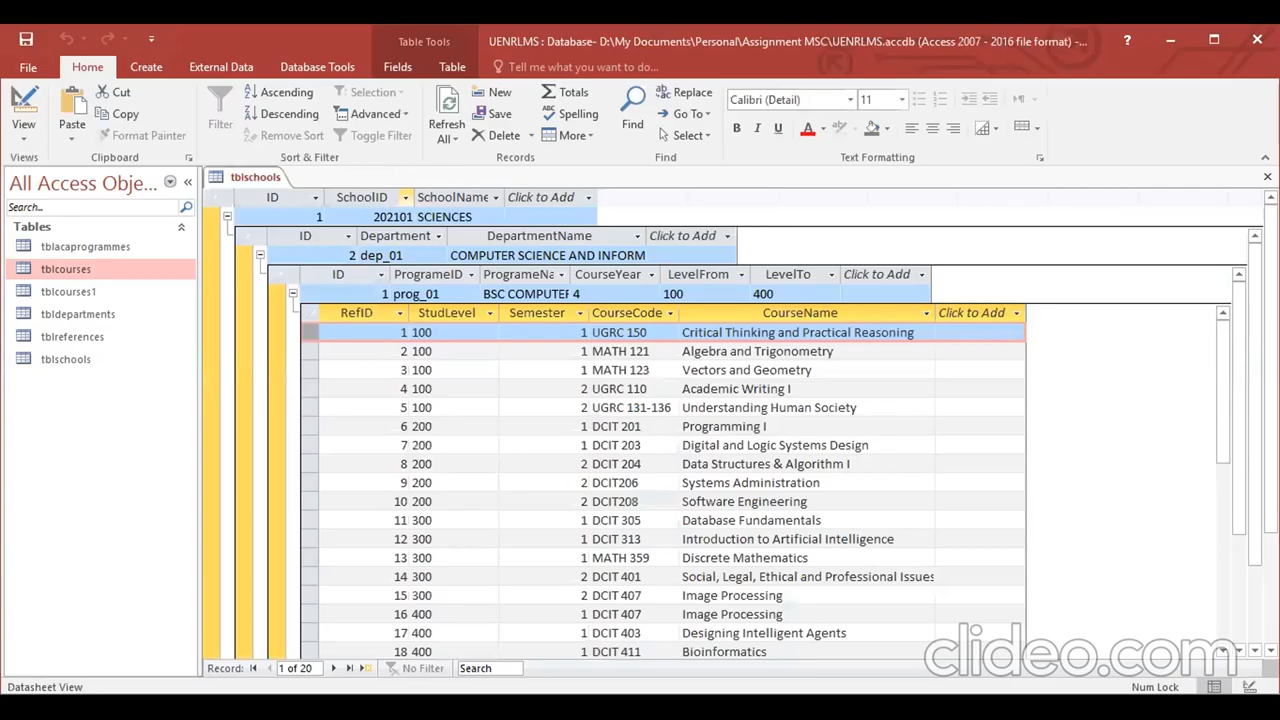 Table Tools
UENRLMS : Database- D:\My Documents\Personal\Assignment MSC\UENRLMS.accdb (Access 2007 - 2016 file format) -...
?
File Home Create External Data Database Tools Fields Table Tell me what you want to do...
View
Views
Paste
Cut
Copy
Format Painter
Clipboard
Filter
Ascending
Descending
Remove Sort
Selection
Advanced
Toggle Filter
Sort & Filter
Refresh
All
New
Save
Delete
Totals
Spelling
More
Records
Find
Replace
Go To
Select
Find
Calibri (Detail) 11
B I U A
Text Formatting
All Access Obje...
Search...
Tables
tblacaprogrammes
tblcourses
tblcourses1
tbldepartments
tblreferences
tblschools
tblschools
ID SchoolID SchoolName Click to Add
1 202101 SCIENCES
ID Department DepartmentName Click to Add
2 dep_01 COMPUTER SCIENCE AND INFORM
ID ProgrameID ProgrameNa CourseYear LevelFrom LevelTo Click to Add
1 prog_01 BSC COMPUTER 4 100 400
RefID StudLevel Semester CourseCode CourseName Click to Add
1 100 1 UGRC 150 Critical Thinking and Practical Reasoning
2 100 1 MATH 121 Algebra and Trigonometry
3 100 1 MATH 123 Vectors and Geometry
4 100 2 UGRC 110 Academic Writing I
5 100 2 UGRC 131-136 Understanding Human Society
6 200 1 DCIT 201 Programming I
7 200 1 DCIT 203 Digital and Logic Systems Design
8 200 2 DCIT 204 Data Structures & Algorithm I
9 200 2 DCIT206 Systems Administration
10 200 2 DCIT208 Software Engineering
11 300 1 DCIT 305 Database Fundamentals
12 300 1 DCIT 313 Introduction to Artificial Intelligence
13 300 1 MATH 359 Discrete Mathematics
14 300 2 DCIT 401 Social, Legal, Ethical and Professional Issues
15 300 2 DCIT 407 Image Processing
16 400 1 DCIT 407 Image Processing
17 400 1 DCIT 403 Designing Intelligent Agents
18 400 1 DCIT 411 Bioinformatics
clideo.com
Record: 1 of 20 No Filter Search
Datasheet View
Num Lock